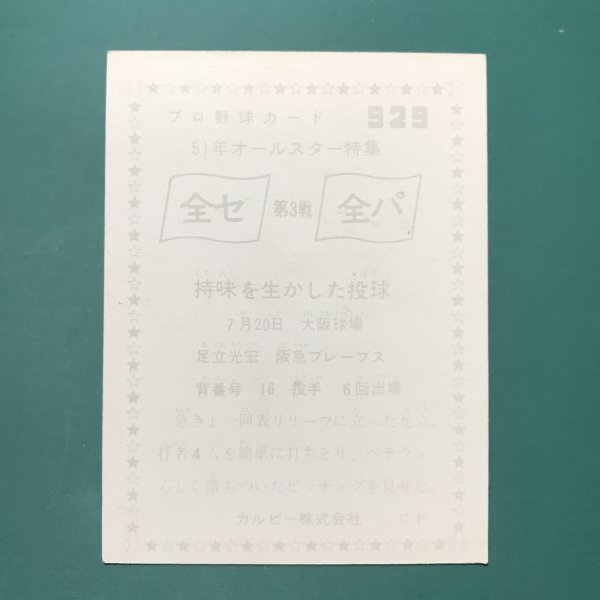 プロ野球カード 929
51年オールスター特集
全セ 第3戦 全パ
持味を生かした投球
7月20日 大阪球場
足立光宏 阪急ブレーブス
背番号 16 投手 6回出場
急きょ一回表リリーフに立った足立。
打者4人を簡単に打ちとり、ベテラン
らしく落ちついたピッチングを見せた。
カルビー株式会社 CP